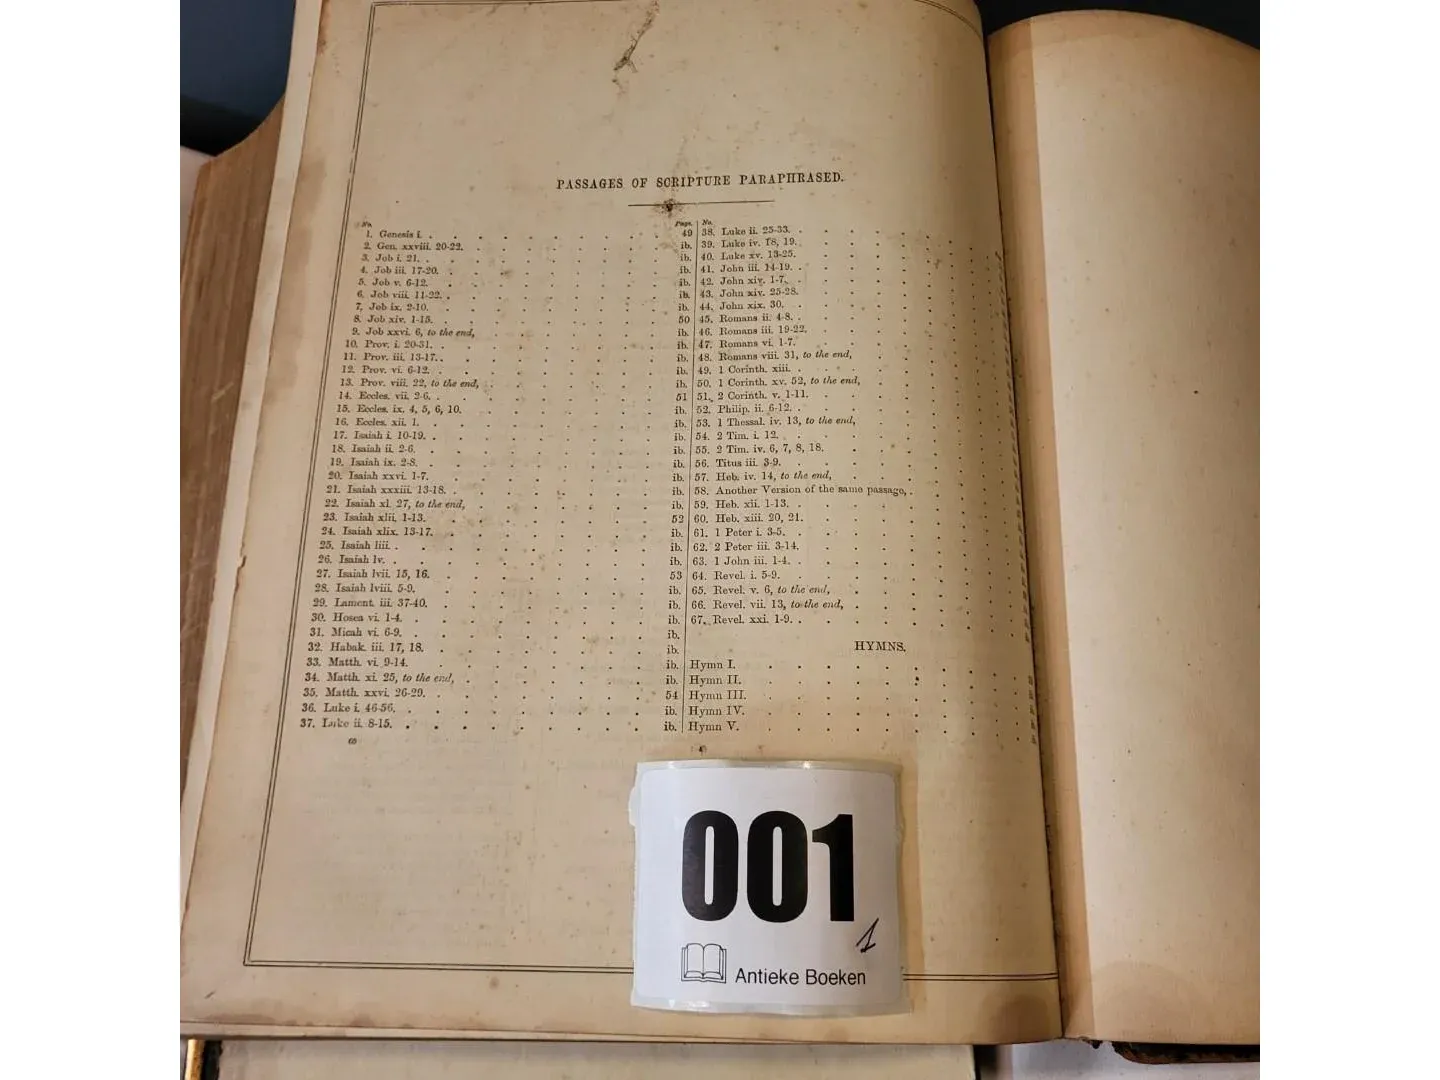 PASSAGES OF SCRIPTURE PARAPHRASED.
No. Page.
1. Genesis i. 49
2. Gen. xxviii. 20-22. ib.
3. Job i. 21. ib.
4. Job iii. 17-20. ib.
5. Job v. 6-12. ib.
6. Job viii. 11-22. ib.
7. Job ix. 2-10. ib.
8. Job xiv. 1-15. 50
9. Job xxvi. 6, to the end, ib.
10. Prov. i. 20-31. ib.
11. Prov. iii. 13-17. ib.
12. Prov. vi. 6-12. ib.
13. Prov. viii. 22, to the end, ib.
14. Eccles. vii. 2-6. 51
15. Eccles. ix. 4, 5, 6, 10. ib.
16. Eccles. xii. 1. ib.
17. Isaiah i. 10-19. ib.
18. Isaiah ii. 2-6. ib.
19. Isaiah ix. 2-8. ib.
20. Isaiah xxvi. 1-7. ib.
21. Isaiah xxxiii. 13-18. ib.
22. Isaiah xl. 27, to the end, ib.
23. Isaiah xlii. 1-13. 52
24. Isaiah xlix. 13-17. ib.
25. Isaiah liii. ib.
26. Isaiah lv. ib.
27. Isaiah lvii. 15, 16. 53
28. Isaiah lviii. 5-9. ib.
29. Lament. iii. 37-40. ib.
30. Hosea vi. 1-4. ib.
31. Micah vi. 6-9. ib.
32. Habak. iii. 17, 18. ib.
33. Matth. vi. 9-14. ib.
34. Matth. xi. 25, to the end, ib.
35. Matth. xxvi. 26-29. 54
36. Luke i. 46-56. ib.
37. Luke ii. 8-15. ib.
No.
38. Luke ii. 25-33.
39. Luke iv. 18, 19.
40. Luke xv. 13-25.
41. John iii. 14-19.
42. John xiv. 1-7.
43. John xiv. 25-28.
44. John xix. 30.
45. Romans ii. 4-8.
46. Romans iii. 19-22.
47. Romans vi. 1-7.
48. Romans viii. 31, to the end,
49. 1 Corinth. xiii.
50. 1 Corinth. xv. 52, to the end,
51. 2 Corinth. v. 1-11.
52. Philip. ii. 6-12.
53. 1 Thessal. iv. 13, to the end,
54. 2 Tim. i. 12.
55. 2 Tim. iv. 6, 7, 8, 18.
56. Titus iii. 3-9.
57. Heb. iv. 14, to the end,
58. Another Version of the same passage,
59. Heb. xii. 1-13.
60. Heb. xiii. 20, 21.
61. 1 Peter i. 3-5.
62. 2 Peter iii. 3-14.
63. 1 John iii. 1-4.
64. Revel. i. 5-9.
65. Revel. v. 6, to the end,
66. Revel. vii. 13, to the end,
67. Revel. xxi. 1-9.
HYMNS.
Hymn I.
Hymn II.
Hymn III.
Hymn IV.
Hymn V.
001
1
Antieke Boeken